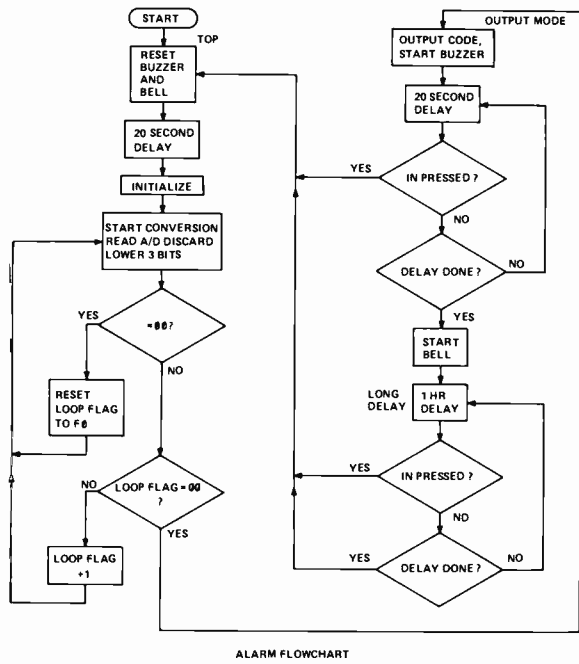 START
TOP
RESET
BUZZER
AND
BELL
20 SECOND
DELAY
INITIALIZE
START CONVERSION
READ A/D DISCARD
LOWER 3 BITS
YES
=00?
NO
RESET
LOOP FLAG
TO F0
NO
LOOP FLAG = 00
?
YES
LOOP FLAG
+1
OUTPUT MODE
OUTPUT CODE,
START BUZZER
20 SECOND
DELAY
YES
IN PRESSED ?
NO
DELAY DONE ?
NO
YES
START
BELL
LONG
DELAY
1 HR
DELAY
YES
IN PRESSED ?
ND
YES
DELAY DONE ?
NO
ALARM FLOWCHART